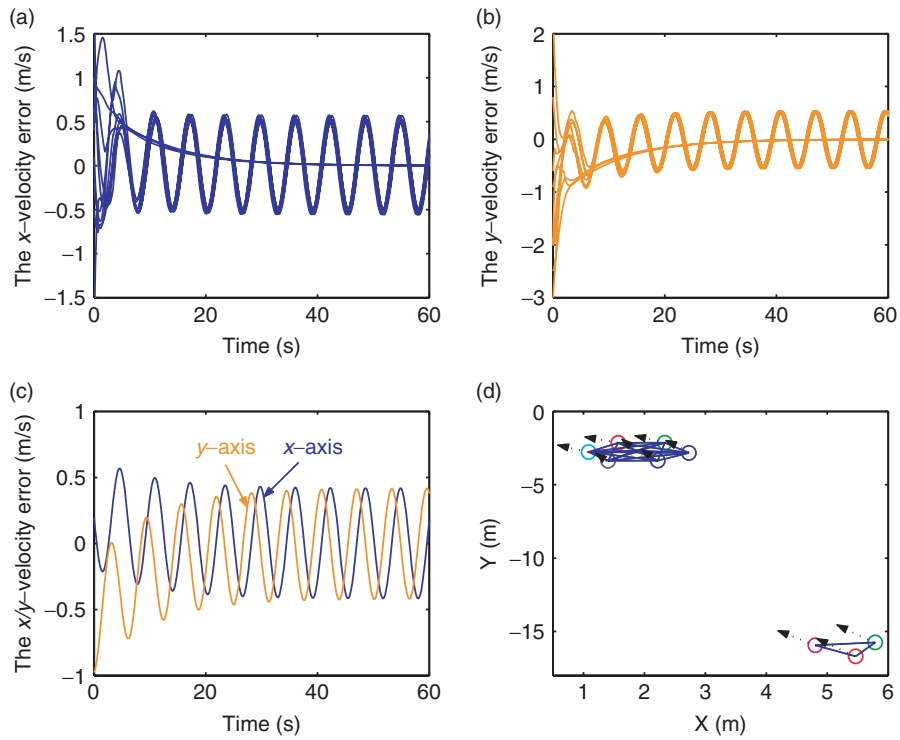 (a)
The x–velocity error (m/s)
1.5
1
0.5
0
−0.5
−1
−1.5
0
20
40
60
Time (s)
(b)
The y–velocity error (m/s)
2
1
0
−1
−2
−3
0
20
40
60
Time (s)
(c)
The x/y–velocity error (m/s)
1
0.5
0
−0.5
−1
y–axis
x–axis
0
20
40
60
Time (s)
(d)
Y (m)
0
−5
−10
−15
1
2
3
4
5
6
X (m)